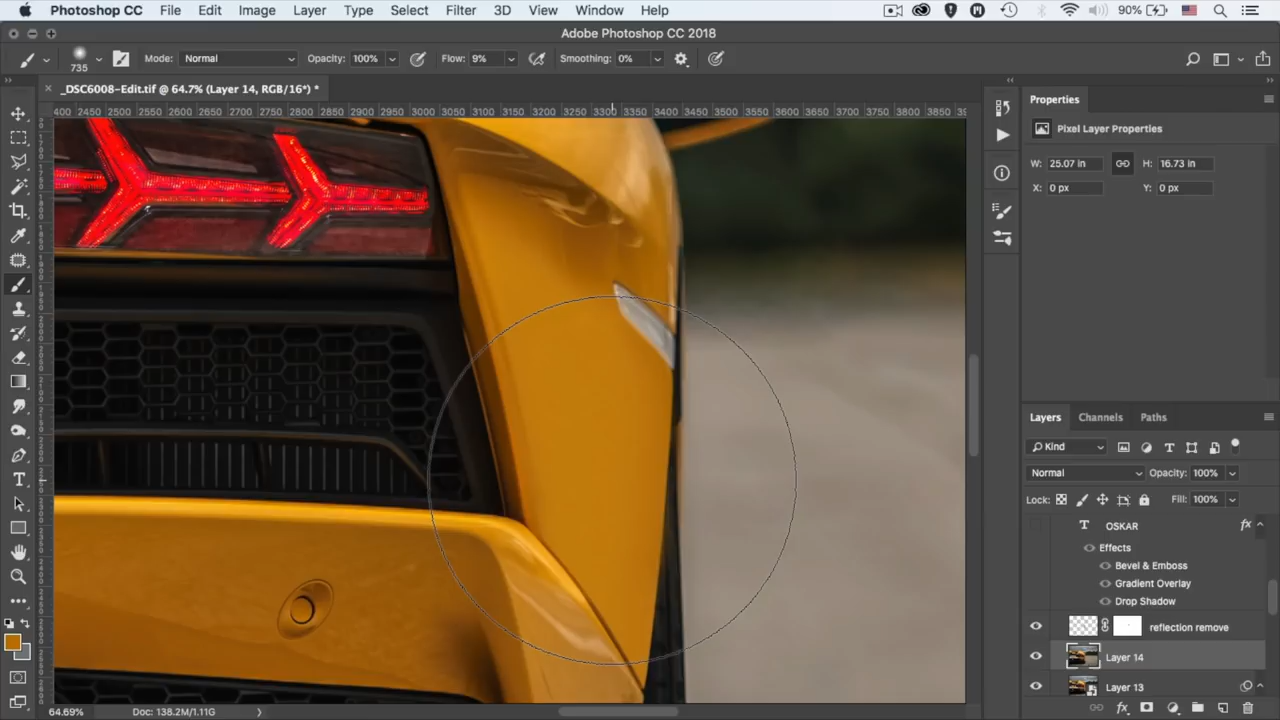 Photoshop CC File Edit Image Layer Type Select Filter 3D View Window Help 90%
Adobe Photoshop CC 2018
735 Mode: Normal Opacity: 100% Flow: 9% Smoothing: 0%
× _DSC6008-Edit.tif @ 64.7% (Layer 14, RGB/16*) *
400 2450 2500 2550 2600 2650 2700 2750 2800 2850 2900 2950 3000 3050 3100 3150 3200 3250 3300 3350 3400 3450 3500 3550 3600 3650 3700 3750 3800 3850 3900
Properties
Pixel Layer Properties
W: 25.07 in H: 16.73 in
X: 0 px Y: 0 px
Layers Channels Paths
Kind
Normal Opacity: 100%
Lock: Fill: 100%
T OSKAR fx
Effects
Bevel & Emboss
Gradient Overlay
Drop Shadow
reflection remove
Layer 14
Layer 13
64.69% Doc: 138.2M/1.11G